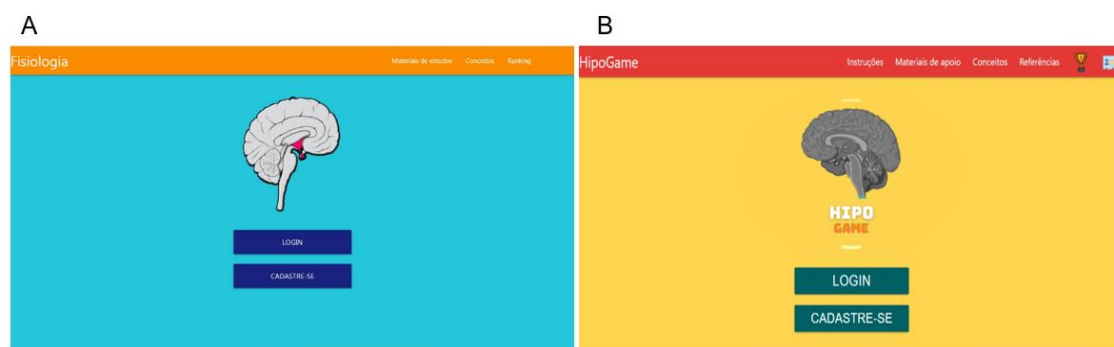 A
Fisiologia
Materiais de estudos Conceitos Ranking
LOGIN
CADASTRE-SE
B
HipoGame
Instruções Materiais de apoio Conceitos Referências
HIPO
GAME
LOGIN
CADASTRE-SE